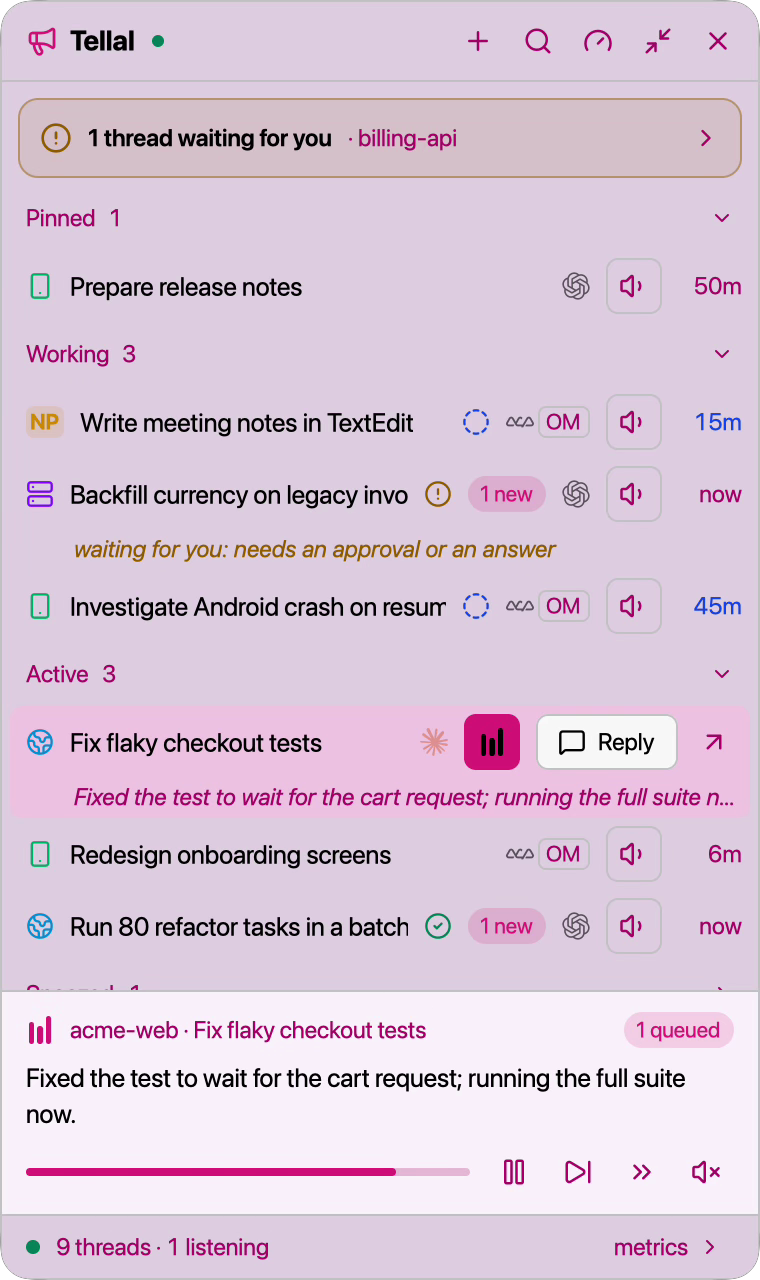 Tellal
1 thread waiting for you · billing-api
Pinned 1
Prepare release notes 50m
Working 3
NP Write meeting notes in TextEdit OM 15m
Backfill currency on legacy invo 1 new now
waiting for you: needs an approval or an answer
Investigate Android crash on resum OM 45m
Active 3
Fix flaky checkout tests Reply
Fixed the test to wait for the cart request; running the full suite n...
Redesign onboarding screens OM 6m
Run 80 refactor tasks in a batch 1 new now
acme-web · Fix flaky checkout tests 1 queued
Fixed the test to wait for the cart request; running the full suite
now.
9 threads · 1 listening metrics